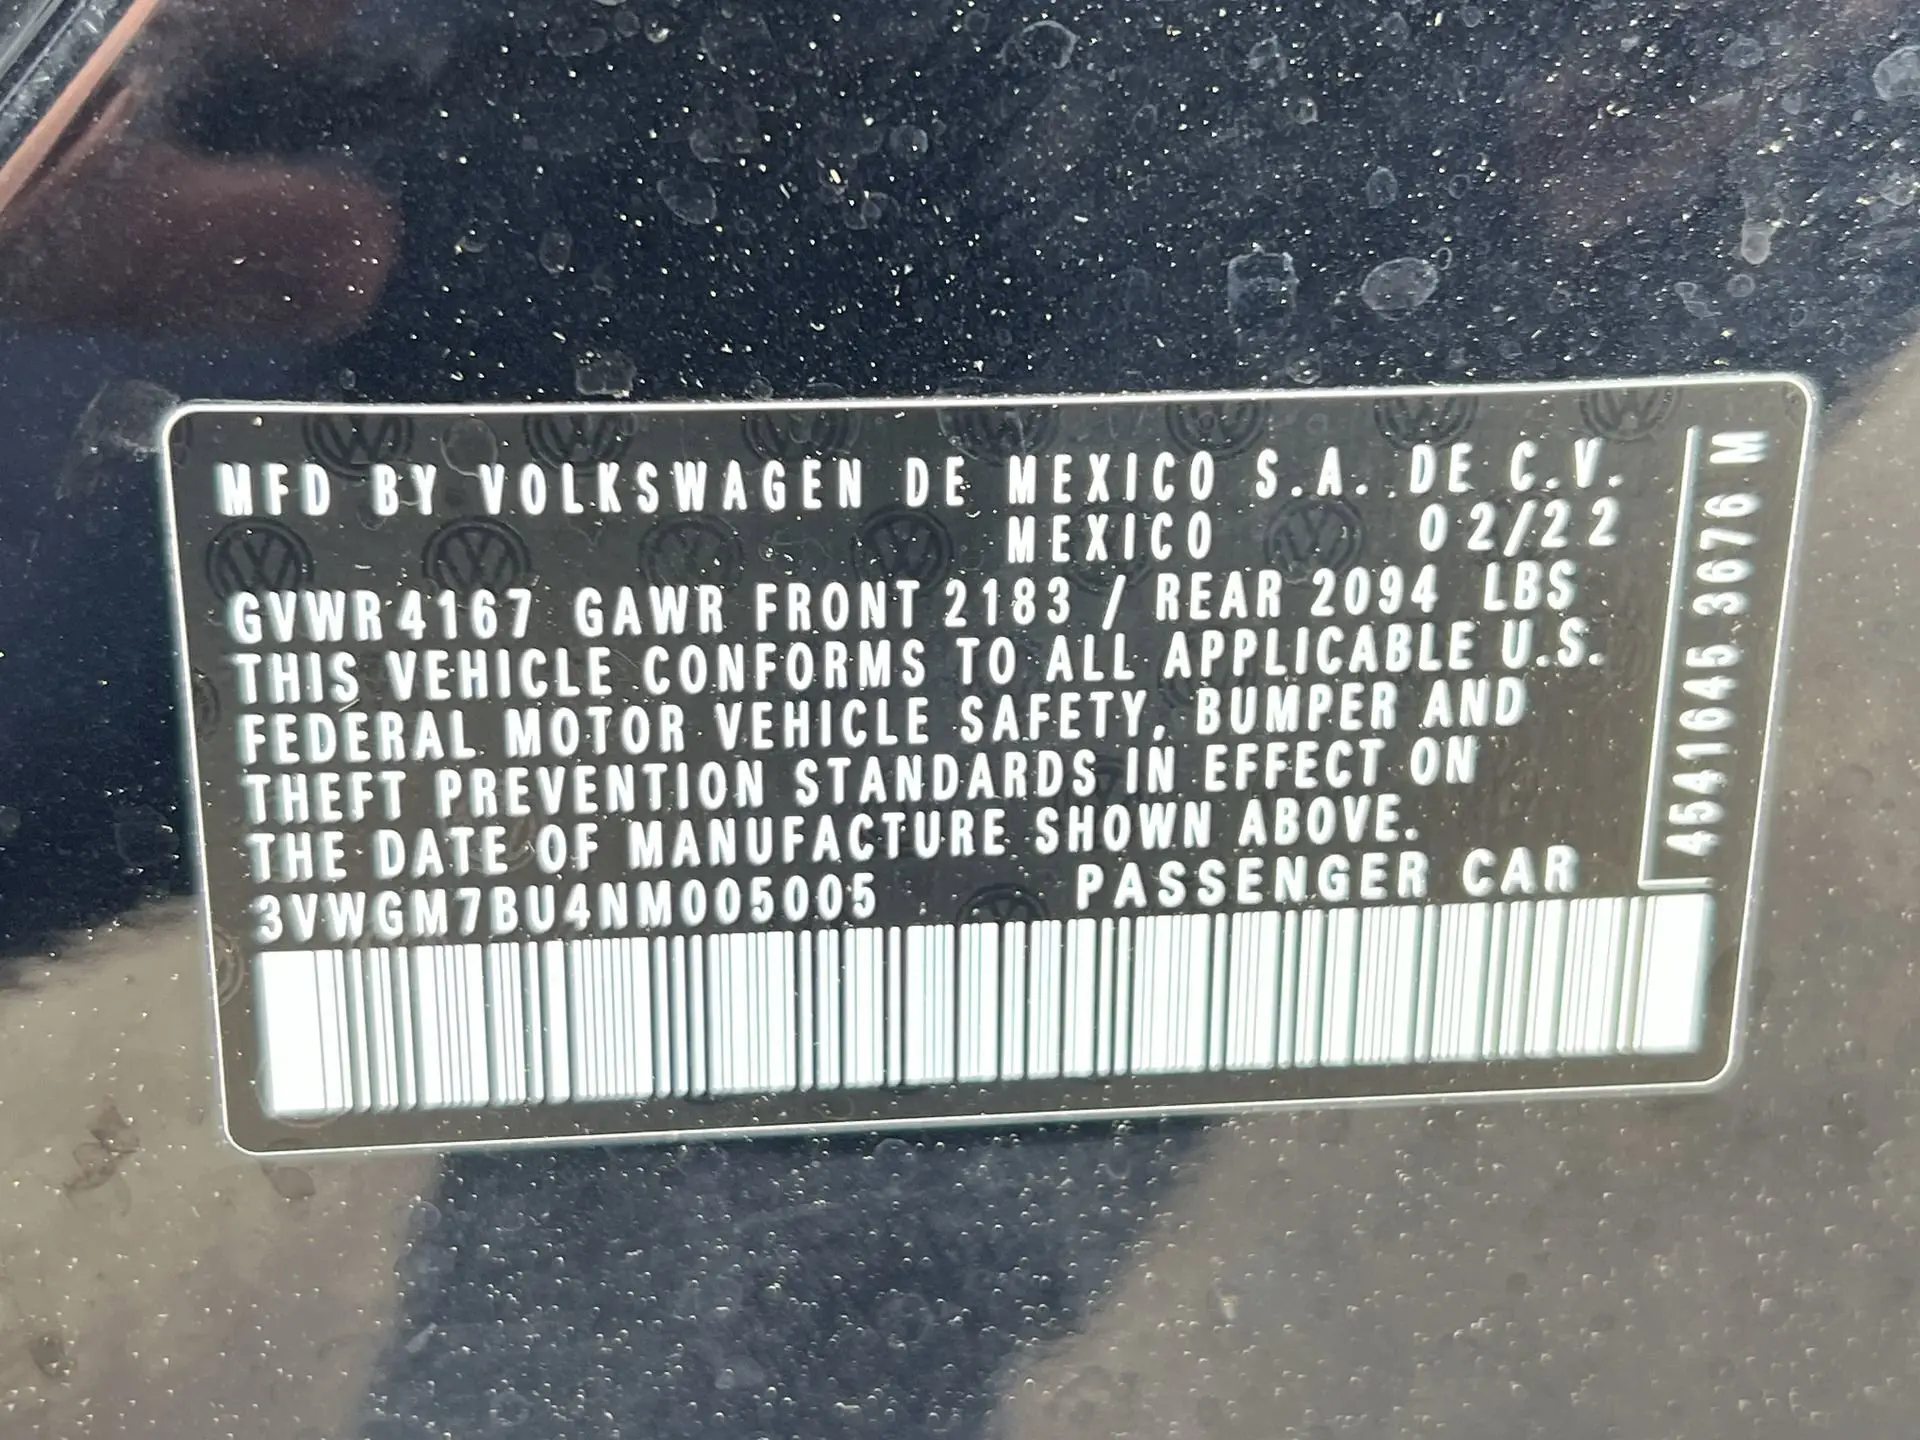 MFD BY VOLKSWAGEN DE MEXICO S.A. DE C.V.
MEXICO 02/22
GVWR 4167 GAWR FRONT 2183 / REAR 2094 LBS
THIS VEHICLE CONFORMS TO ALL APPLICABLE U.S.
FEDERAL MOTOR VEHICLE SAFETY, BUMPER AND
THEFT PREVENTION STANDARDS IN EFFECT ON
THE DATE OF MANUFACTURE SHOWN ABOVE.
3VWGM7BU4NM005005 PASSENGER CAR
4541645 3676 M